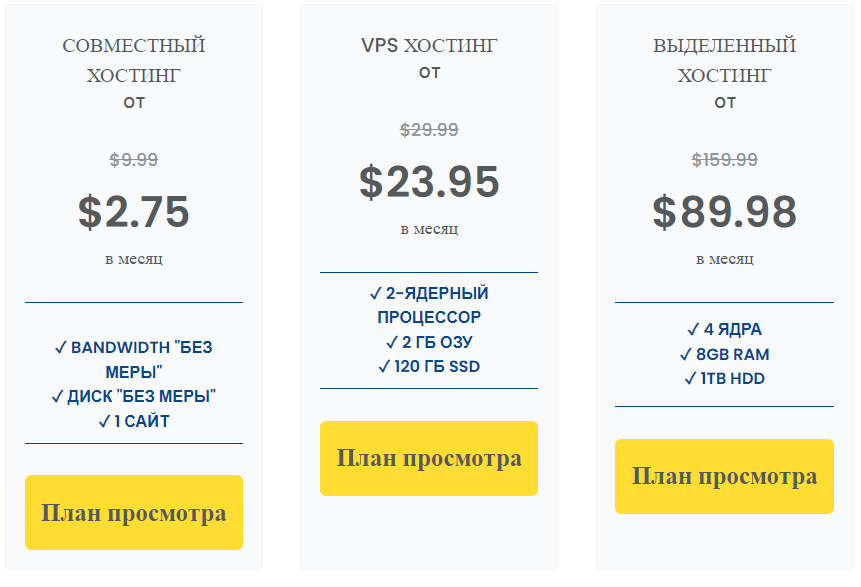 СОВМЕСТНЫЙ
ХОСТИНГ
ОТ
$9.99
$2.75
в месяц
✓ BANDWIDTH "БЕЗ
МЕРЫ"
✓ ДИСК "БЕЗ МЕРЫ"
✓ 1 САЙТ
План просмотра
VPS ХОСТИНГ
ОТ
$29.99
$23.95
в месяц
✓ 2-ЯДЕРНЫЙ
ПРОЦЕССОР
✓ 2 ГБ ОЗУ
✓ 120 ГБ SSD
План просмотра
ВЫДЕЛЕННЫЙ
ХОСТИНГ
ОТ
$159.99
$89.98
в месяц
✓ 4 ЯДРА
✓ 8GB RAM
✓ 1TB HDD
План просмотра